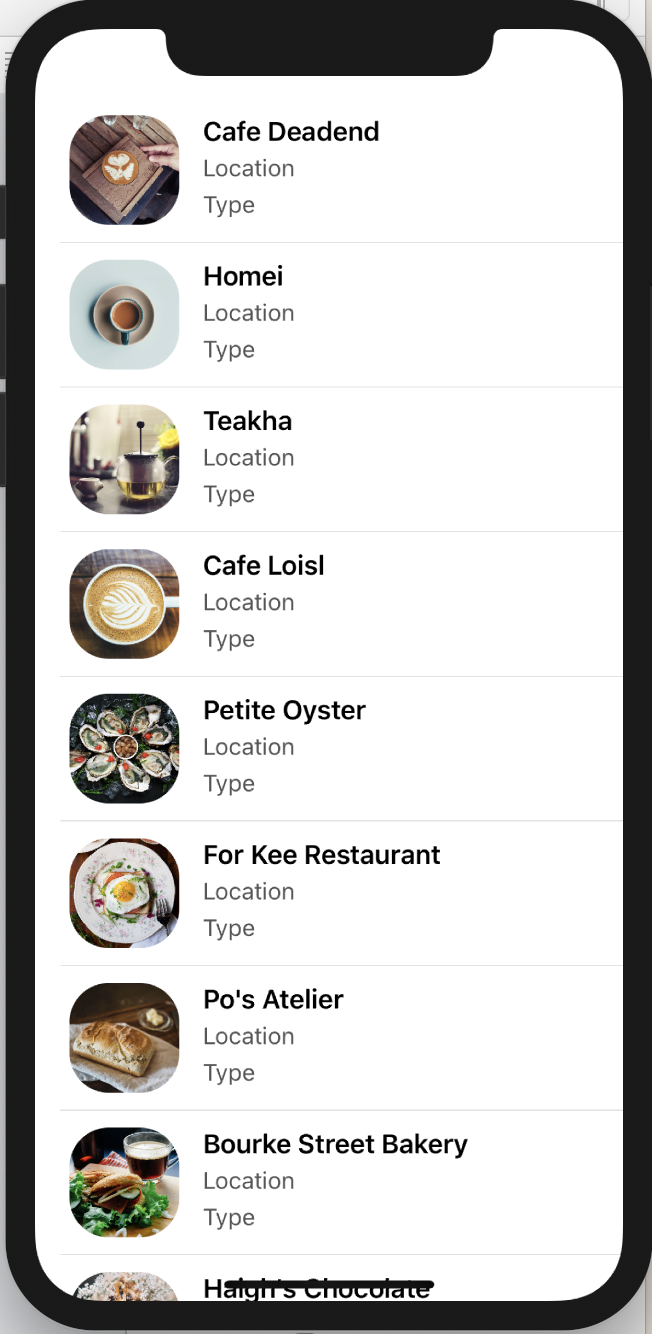 Cafe Deadend
Location
Type
Homei
Location
Type
Teakha
Location
Type
Cafe Loisl
Location
Type
Petite Oyster
Location
Type
For Kee Restaurant
Location
Type
Po's Atelier
Location
Type
Bourke Street Bakery
Location
Type
Haigh's Chocolate